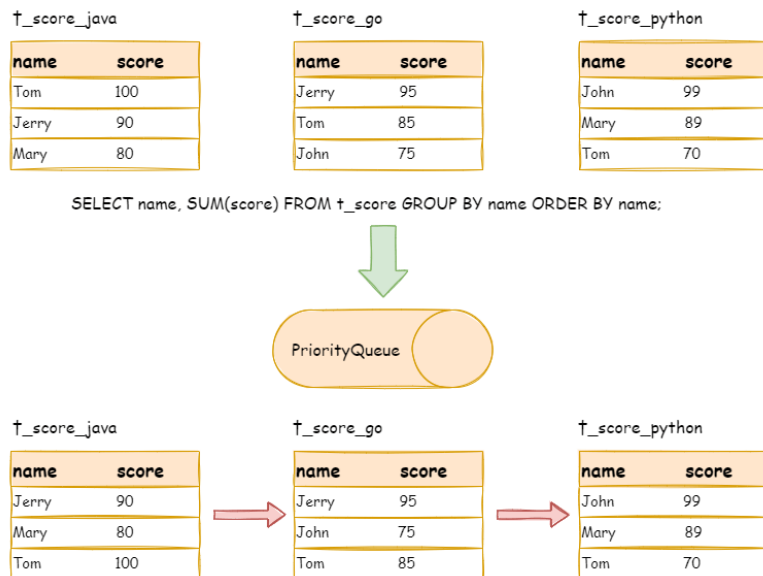 t_score_java t_score_go t_score_python
name score name score name score
Tom 100 Jerry 95 John 99
Jerry 90 Tom 85 Mary 89
Mary 80 John 75 Tom 70
SELECT name, SUM(score) FROM t_score GROUP BY name ORDER BY name;
PriorityQueue
t_score_java t_score_go t_score_python
name score name score name score
Jerry 90 Jerry 95 John 99
Mary 80 John 75 Mary 89
Tom 100 Tom 85 Tom 70